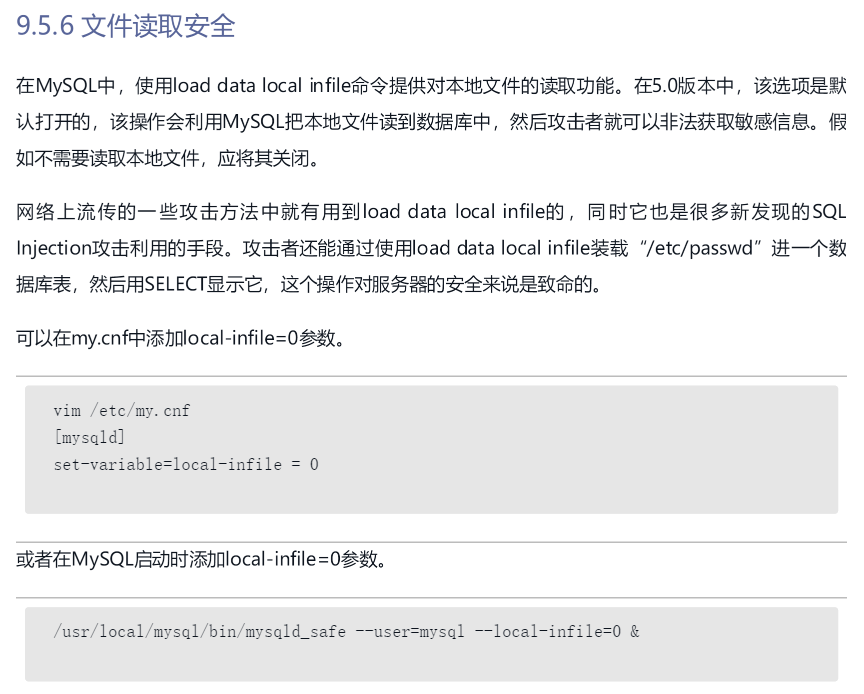 9.5.6 文件读取安全
在MySQL中，使用load data local infile命令提供对本地文件的读取功能。在5.0版本中，该选项是默
认打开的，该操作会利用MySQL把本地文件读到数据库中，然后攻击者就可以非法获取敏感信息。假
如不需要读取本地文件，应将其关闭。
网络上流传的一些攻击方法中就有用到load data local infile的，同时它也是很多新发现的SQL
Injection攻击利用的手段。攻击者还能通过使用load data local infile装载“/etc/passwd”进一个数
据库表，然后用SELECT显示它，这个操作对服务器的安全来说是致命的。
可以在my.cnf中添加local-infile=0参数。
vim /etc/my.cnf
[mysqld]
set-variable=local-infile = 0
或者在MySQL启动时添加local-infile=0参数。
/usr/local/mysql/bin/mysqld_safe --user=mysql --local-infile=0 &